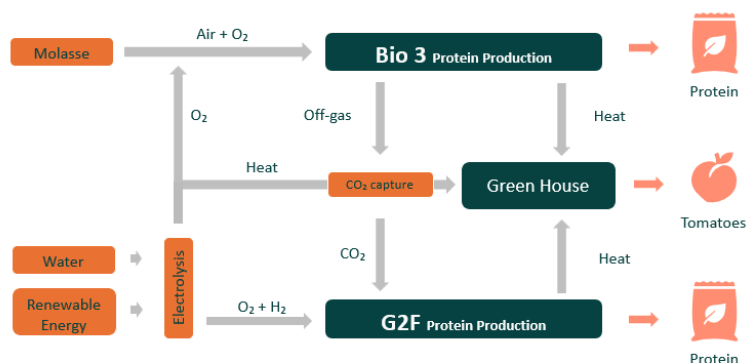 Air + O₂
Molasse
Bio 3 Protein Production
Protein
O₂
Off-gas
Heat
Heat
CO₂ capture
Green House
Tomatoes
Water
Electrolysis
CO₂
Heat
Renewable
Energy
O₂ + H₂
G2F Protein Production
Protein